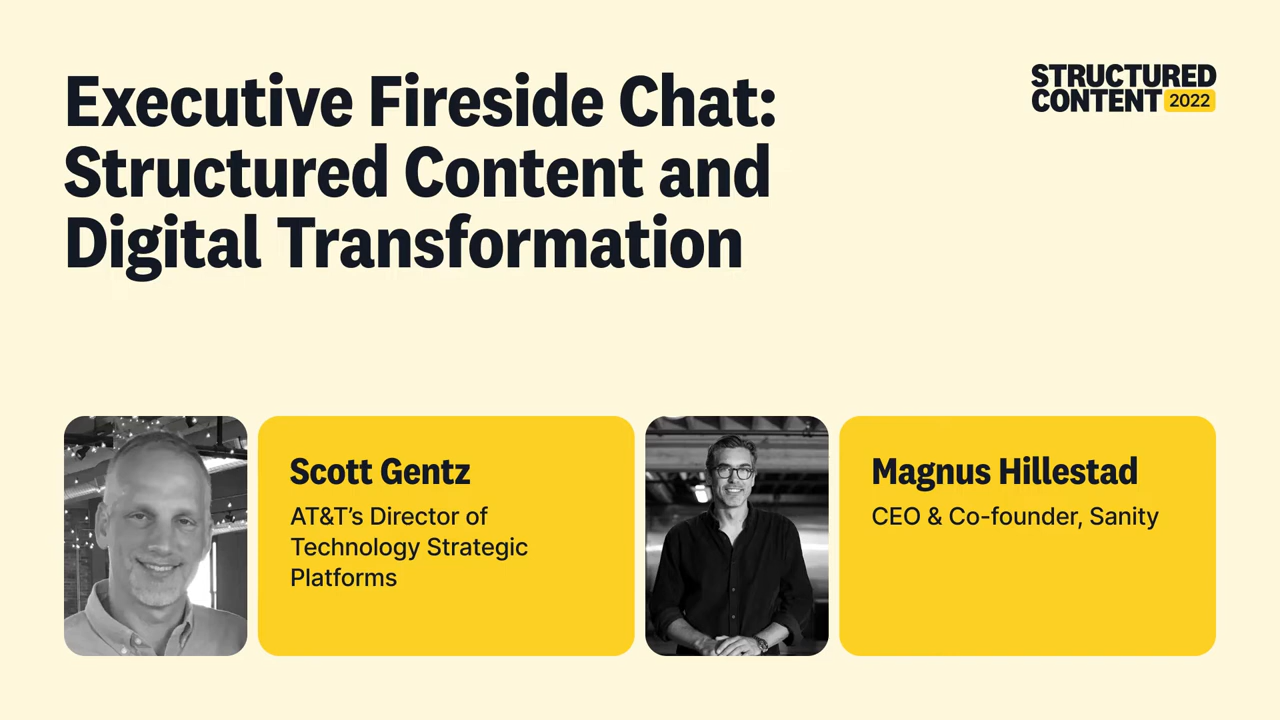 Executive Fireside Chat:
Structured Content and
Digital Transformation
STRUCTURED
CONTENT 2022
Scott Gentz
AT&T’s Director of
Technology Strategic
Platforms
Magnus Hillestad
CEO & Co-founder, Sanity